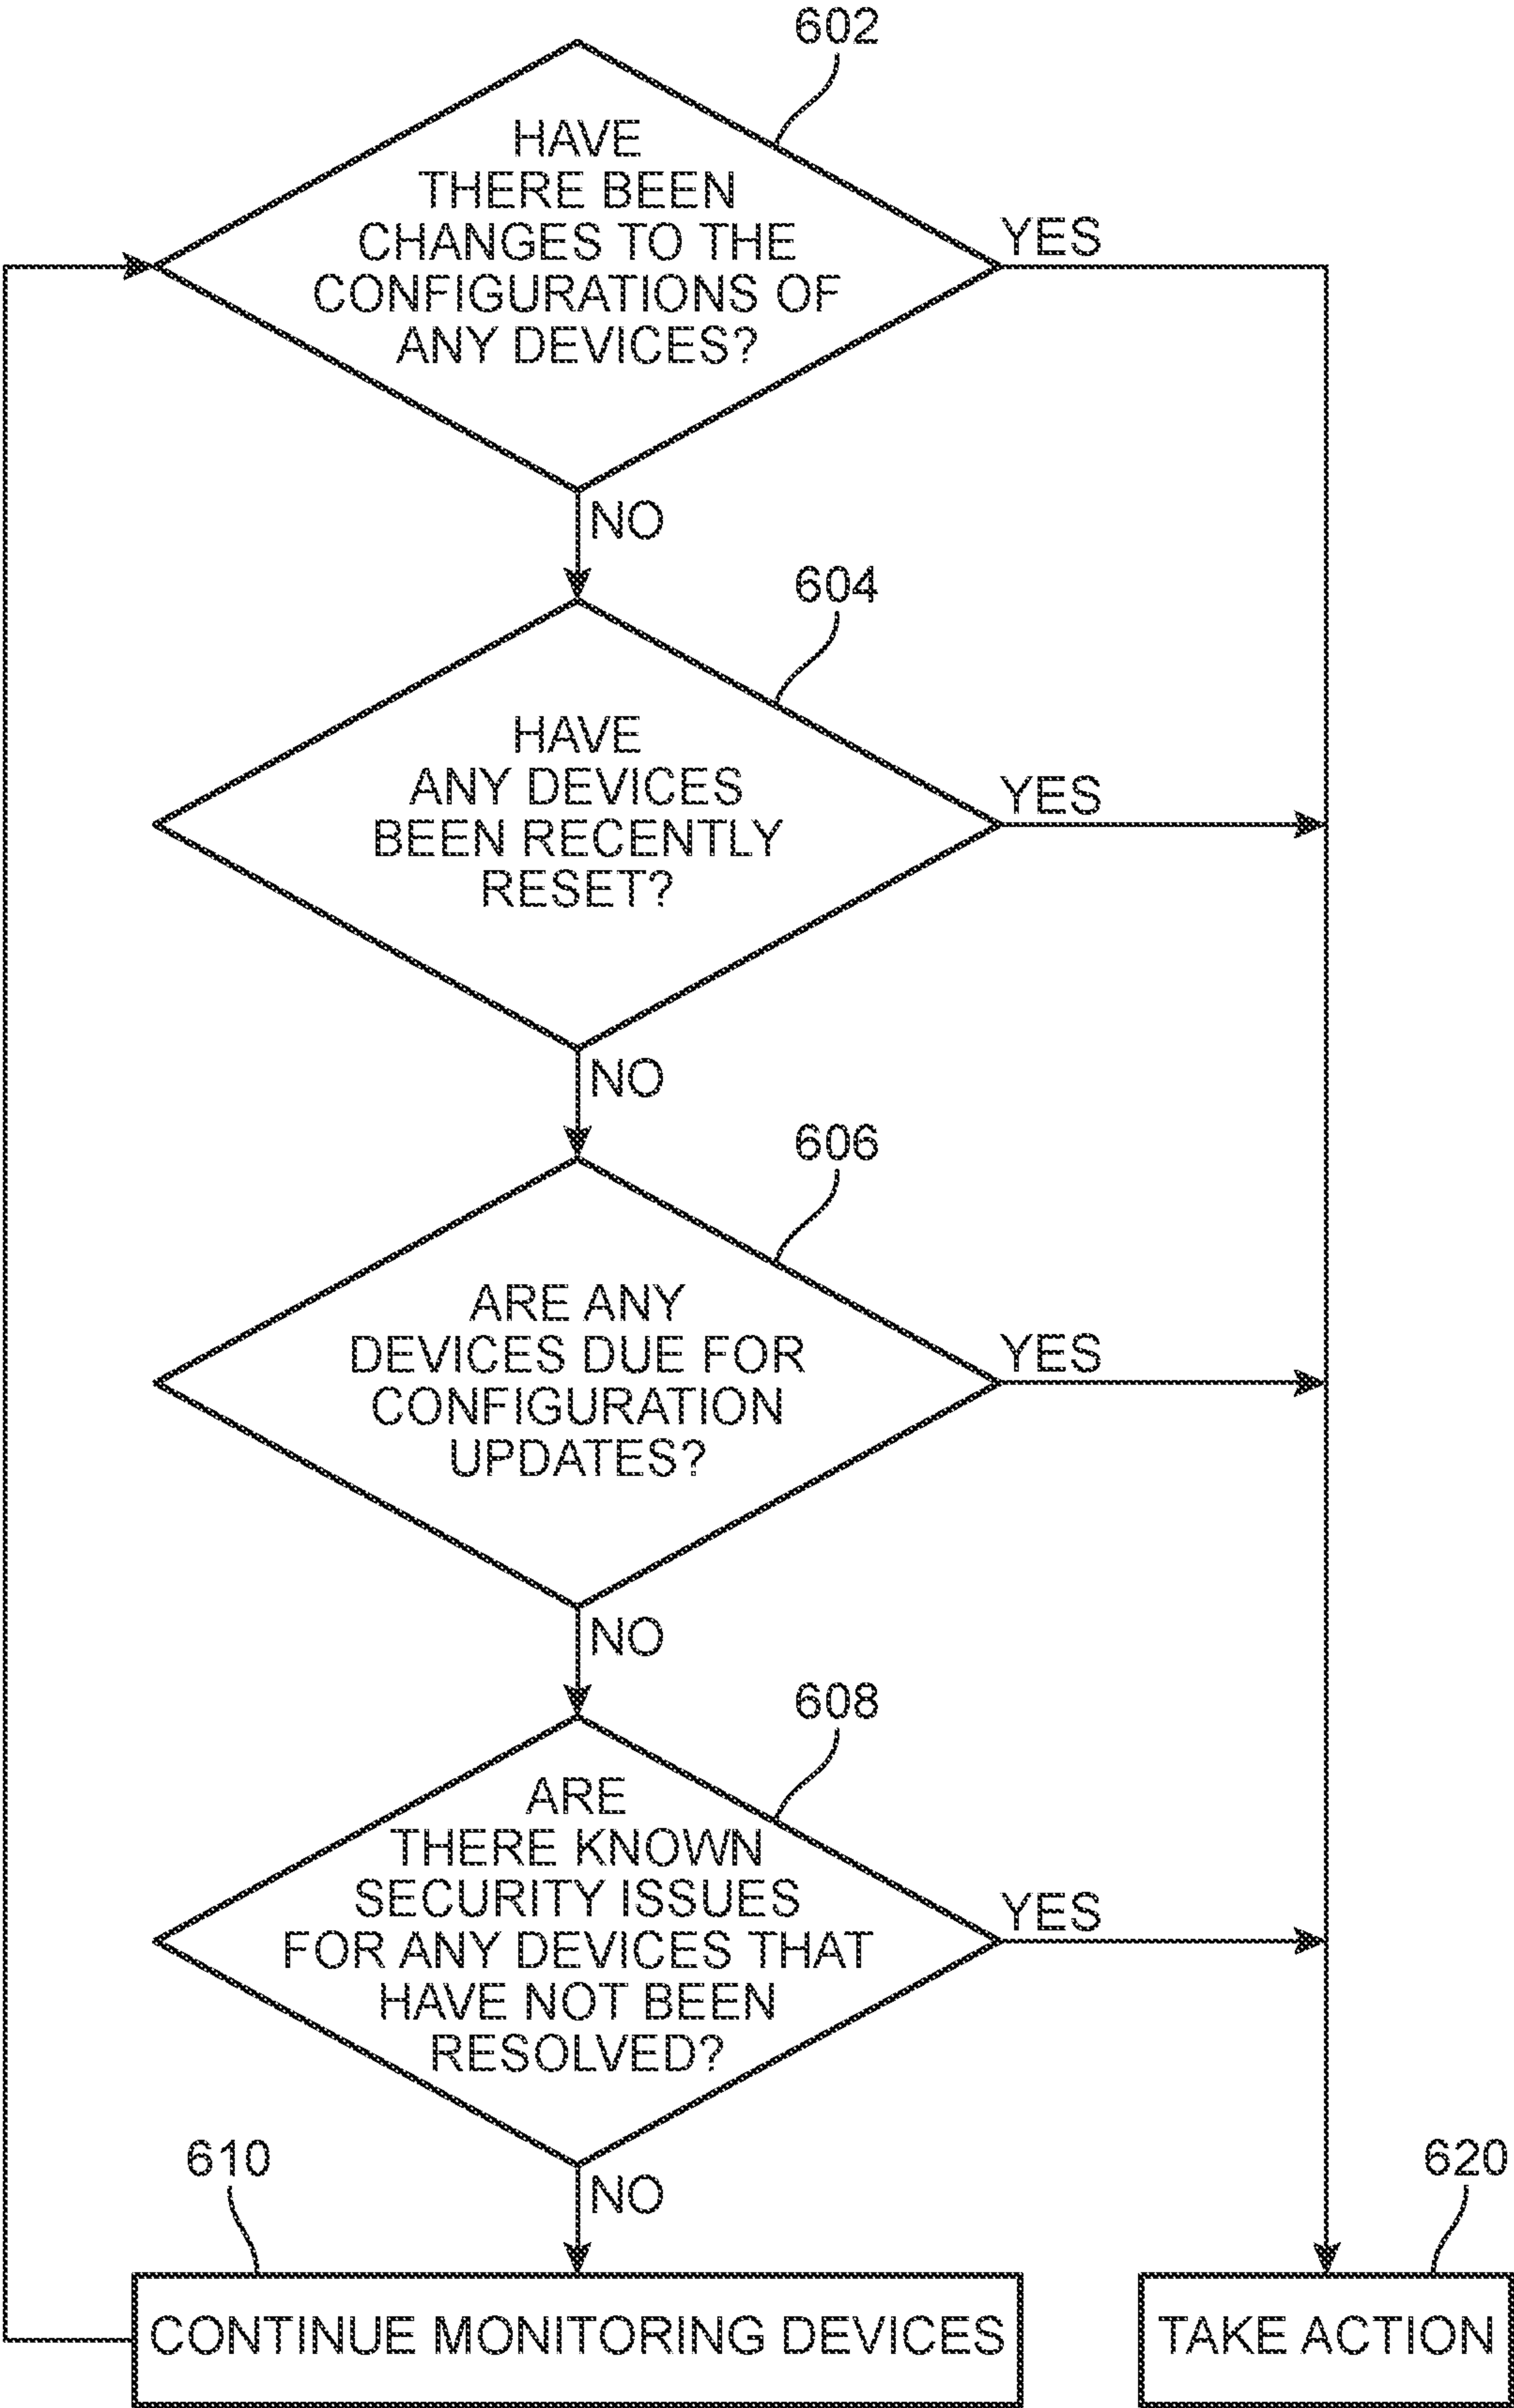 602
HAVE
THERE BEEN
CHANGES TO THE
CONFIGURATIONS OF
ANY DEVICES?
YES
NO
604
HAVE
ANY DEVICES
BEEN RECENTLY
RESET?
YES
NO
606
ARE ANY
DEVICES DUE FOR
CONFIGURATION
UPDATES?
YES
NO
608
ARE
THERE KNOWN
SECURITY ISSUES
FOR ANY DEVICES THAT
HAVE NOT BEEN
RESOLVED?
YES
NO
610
CONTINUE MONITORING DEVICES
620
TAKE ACTION